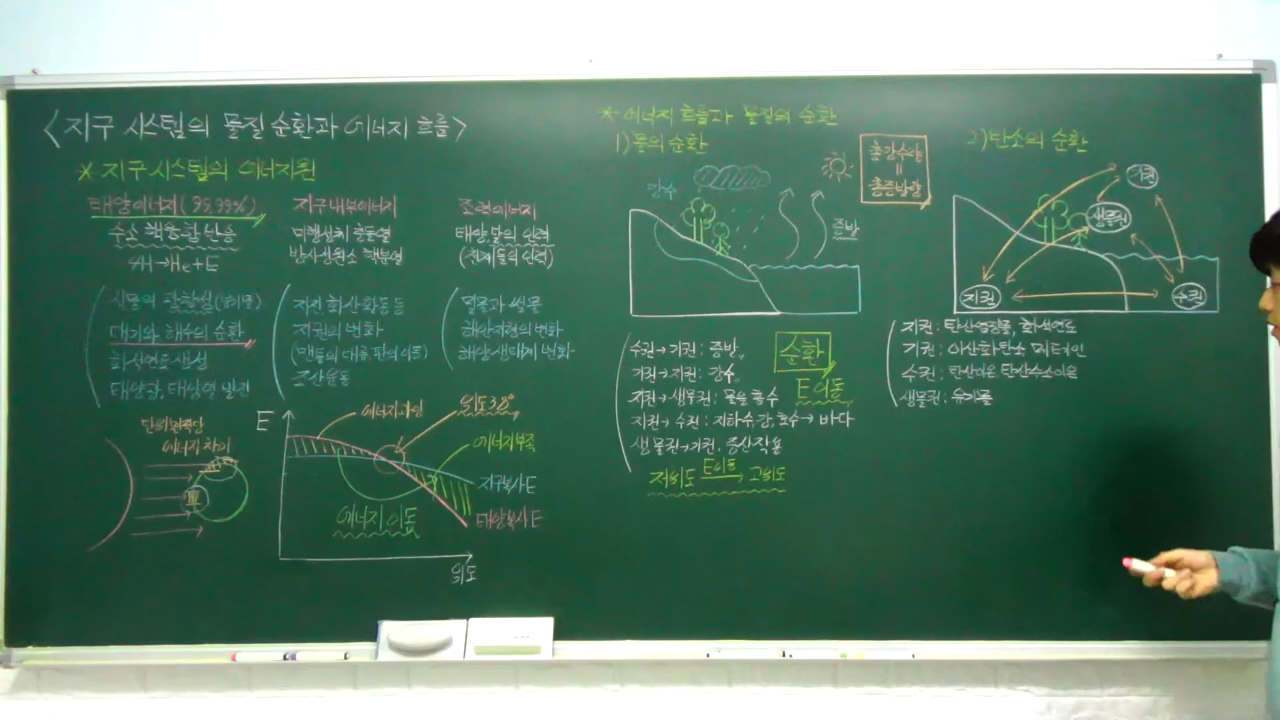 <지구 시스템의 물질 순환과 에너지 흐름>
* 지구 시스템의 에너지원
태양에너지(99.99%)
수소 핵융합 반응
4H→He+E
식물의 광합성(유기물)
대기와 해수의 순환
화석연료 생성
태양광, 태양열 발전
지구내부에너지
미행성체 충돌열
방사성원소 핵분열
지진 화산활동 등
지권의 변화
(맨틀의 대류 판의 이동)
조산운동
조력에너지
태양, 달의 인력
(천체들의 인력)
밀물과 썰물
해안지형의 변화
해양생태계 변화
단위면적당
에너지 차이
E
에너지과잉
위도38°
에너지부족
지구복사E
태양복사E
에너지 이동
위도
* 에너지 흐름과 물질의 순환
1)물의 순환
강수
증발
총강수량
=
총증발량
수권→기권: 증발
기권→지권: 강수
지권→생물권: 물을 흡수
지권→수권: 지하수, 강, 호수→바다
생물권→기권. 증산작용
저위도 E이동→ 고위도
순환
E이동
2)탄소의 순환
기권
생물권
지권
수권
지권: 탄산염광물, 화석연료
기권: 이산화탄소 메테인
수권: 탄산이온 탄산수소이온
생물권: 유기물